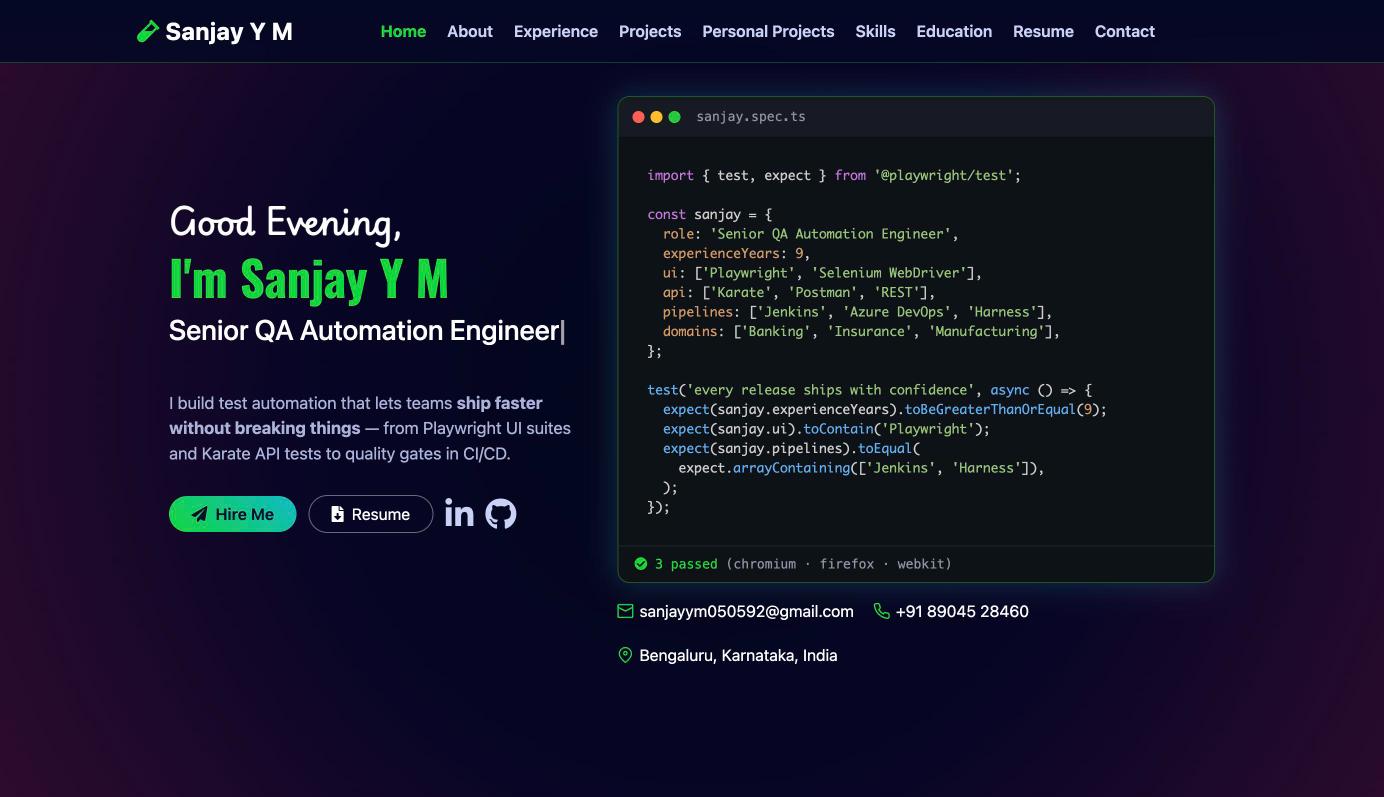 Sanjay Y M
Home About Experience Projects Personal Projects Skills Education Resume Contact
Good Evening,
I'm Sanjay Y M
Senior QA Automation Engineer|
I build test automation that lets teams ship faster
without breaking things — from Playwright UI suites
and Karate API tests to quality gates in CI/CD.
Hire Me
Resume
sanjay.spec.ts
import { test, expect } from '@playwright/test';
const sanjay = {
  role: 'Senior QA Automation Engineer',
  experienceYears: 9,
  ui: ['Playwright', 'Selenium WebDriver'],
  api: ['Karate', 'Postman', 'REST'],
  pipelines: ['Jenkins', 'Azure DevOps', 'Harness'],
  domains: ['Banking', 'Insurance', 'Manufacturing'],
};
test('every release ships with confidence', async () => {
  expect(sanjay.experienceYears).toBeGreaterThanOrEqual(9);
  expect(sanjay.ui).toContain('Playwright');
  expect(sanjay.pipelines).toEqual(
    expect.arrayContaining(['Jenkins', 'Harness']),
  );
});
3 passed (chromium · firefox · webkit)
sanjayym050592@gmail.com +91 89045 28460
Bengaluru, Karnataka, India